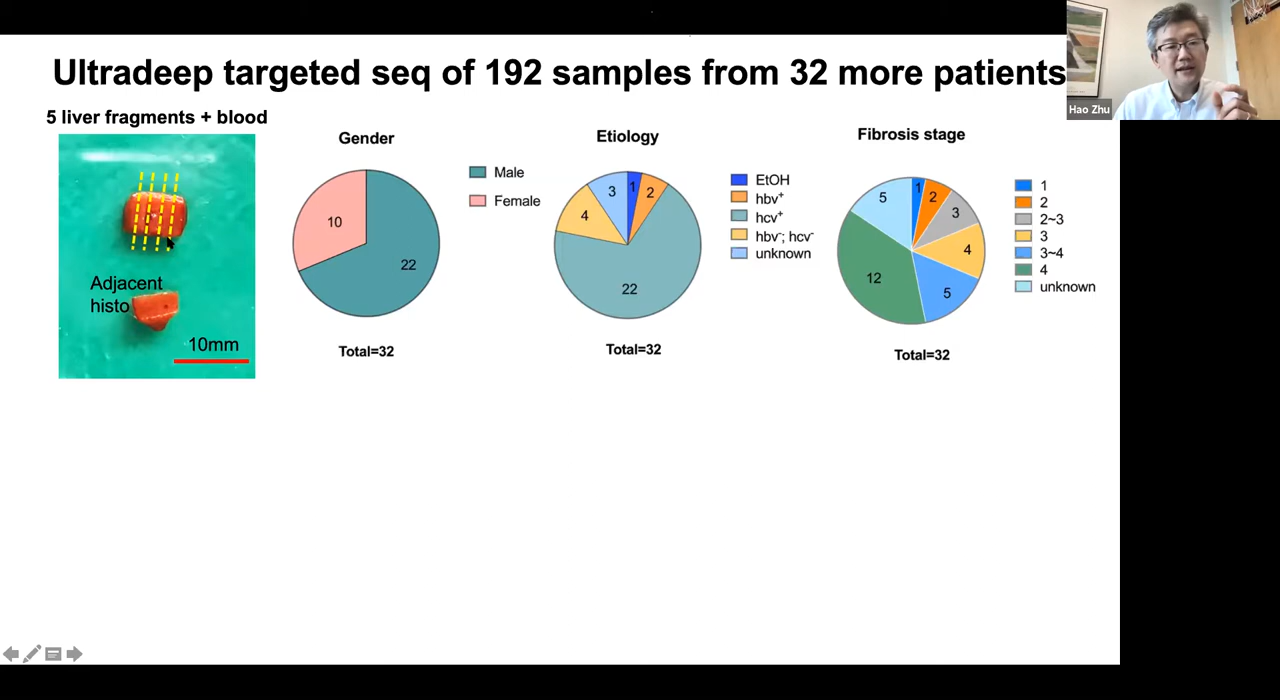 Ultradeep targeted seq of 192 samples from 32 more patients
Hao Zhu
5 liver fragments + blood
Adjacent
histo
10mm
Gender
10
22
Male
Female
Total=32
Etiology
1
2
3
4
22
EtOH
hbv⁺
hcv⁺
hbv⁻; hcv⁻
unknown
Total=32
Fibrosis stage
1
2
3
4
5
12
5
1
2
2~3
3
3~4
4
unknown
Total=32